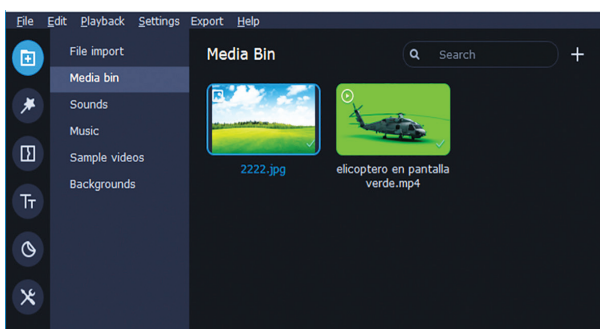 File Edit Playback Settings Export Help
File import
Media bin
Sounds
Music
Sample videos
Backgrounds
Media Bin
Search
2222.jpg
elicoptero en pantalla
verde.mp4